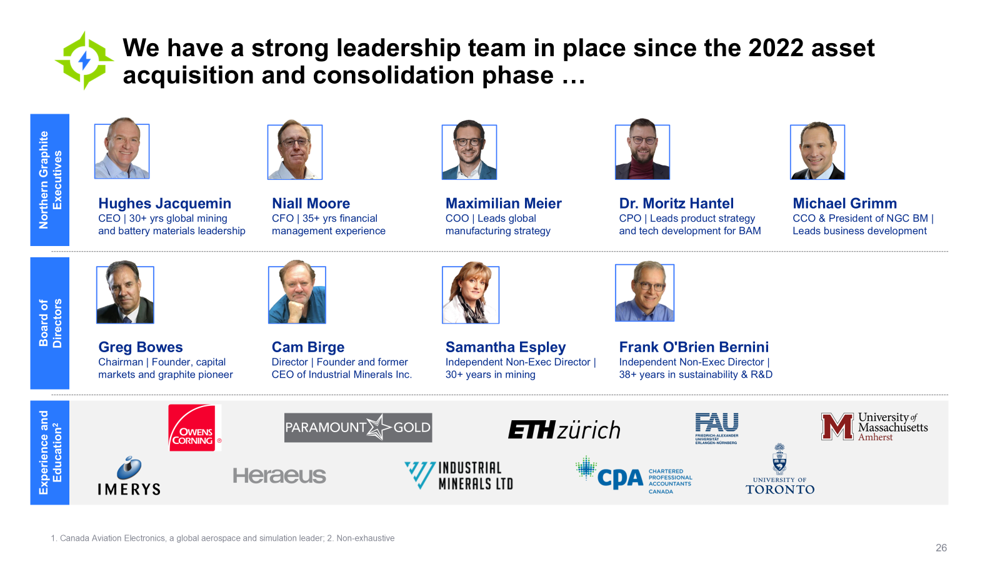 We have a strong leadership team in place since the 2022 asset
acquisition and consolidation phase …
Northern Graphite
Executives
Hughes Jacquemin
CEO | 30+ yrs global mining
and battery materials leadership
Niall Moore
CFO | 35+ yrs financial
management experience
Maximilian Meier
COO | Leads global
manufacturing strategy
Dr. Moritz Hantel
CPO | Leads product strategy
and tech development for BAM
Michael Grimm
CCO & President of NGC BM |
Leads business development
Board of
Directors
Greg Bowes
Chairman | Founder, capital
markets and graphite pioneer
Cam Birge
Director | Founder and former
CEO of Industrial Minerals Inc.
Samantha Espley
Independent Non-Exec Director |
30+ years in mining
Frank O'Brien Bernini
Independent Non-Exec Director |
38+ years in sustainability & R&D
Experience and
Education²
OWENS
CORNING ®
PARAMOUNT GOLD
ETH zürich
FAU
FRIEDRICH-ALEXANDER
UNIVERSITÄT
ERLANGEN-NÜRNBERG
M
University of
Massachusetts
Amherst
IMERYS
Heraeus
INDUSTRIAL
MINERALS LTD
CPA
CHARTERED
PROFESSIONAL
ACCOUNTANTS
CANADA
UNIVERSITY OF
TORONTO
1. Canada Aviation Electronics, a global aerospace and simulation leader; 2. Non-exhaustive
26